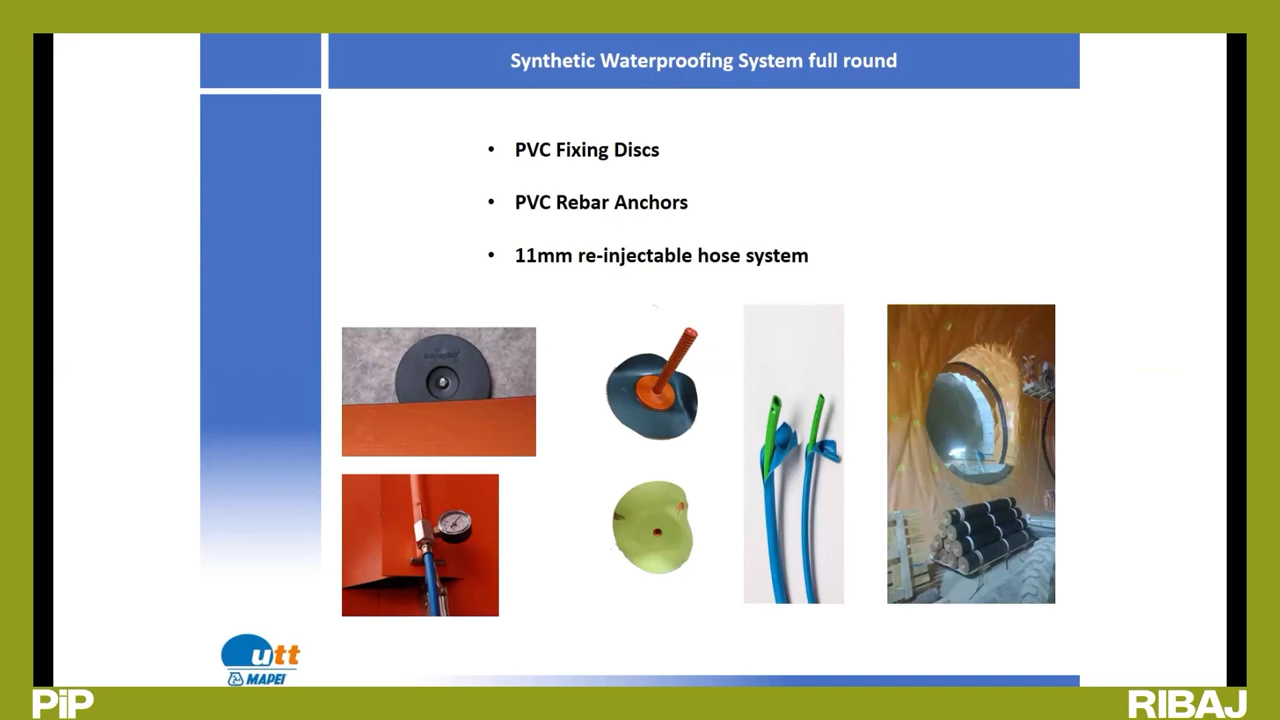 Synthetic Waterproofing System full round
• PVC Fixing Discs
• PVC Rebar Anchors
• 11mm re-injectable hose system
utt
MAPEI
PiP
RIBAJ